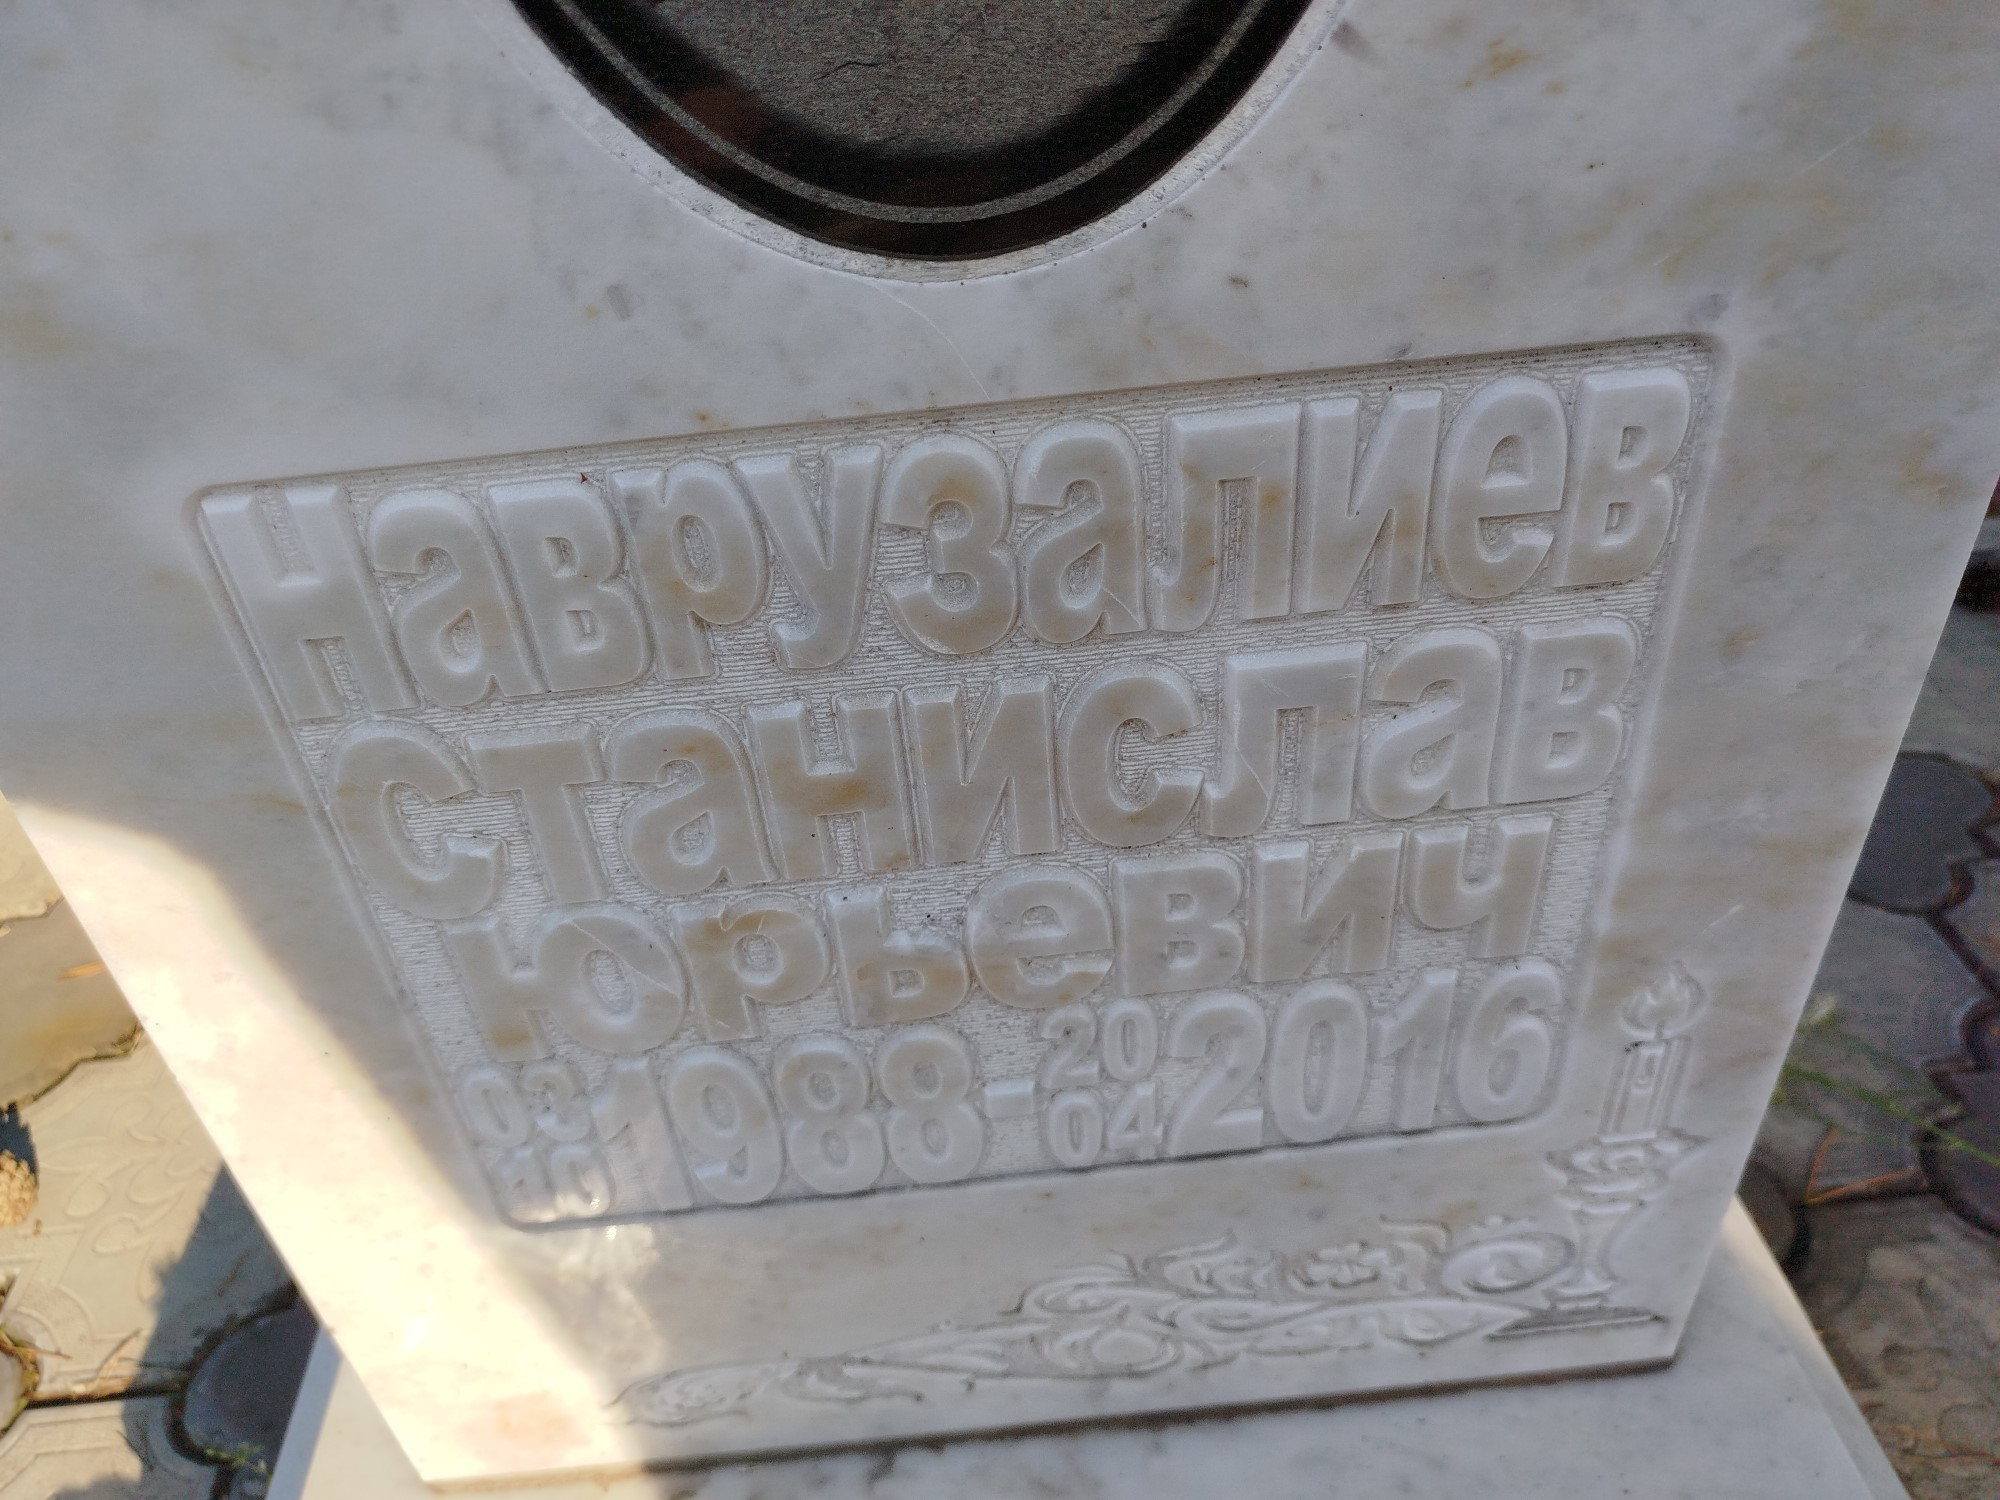 Наврузалиев
Станислав
Юрьевич
03 10 1988 - 20 04 2016